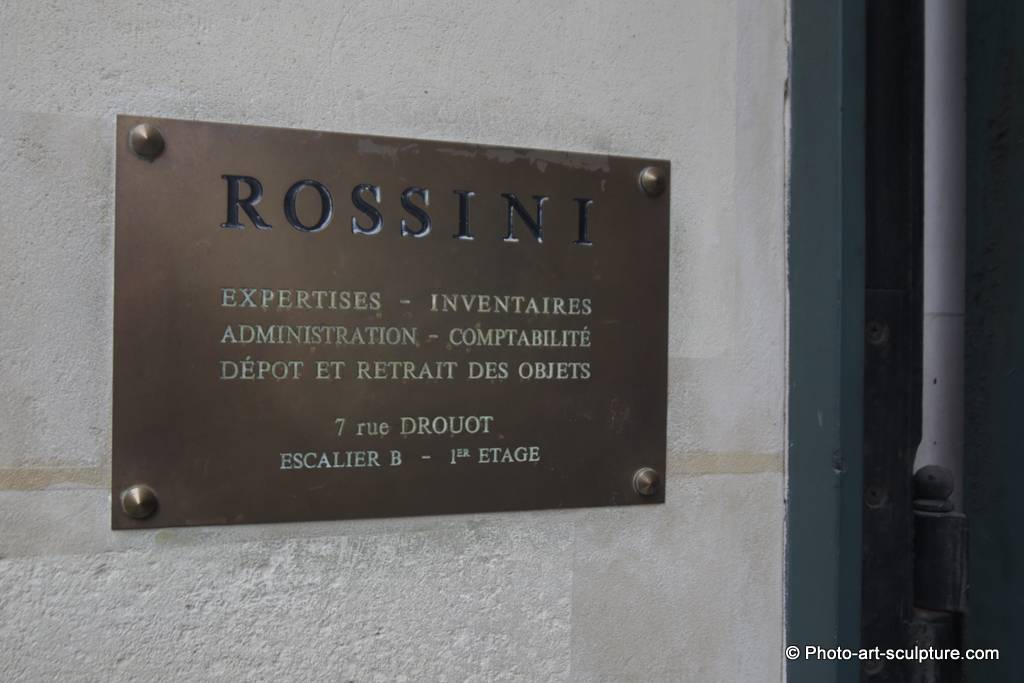 ROSSINI
EXPERTISES - INVENTAIRES
ADMINISTRATION - COMPTABILITÉ
DÉPOT ET RETRAIT DES OBJETS
7 rue DROUOT
ESCALIER B - 1ER ETAGE
© Photo-art-sculpture.com